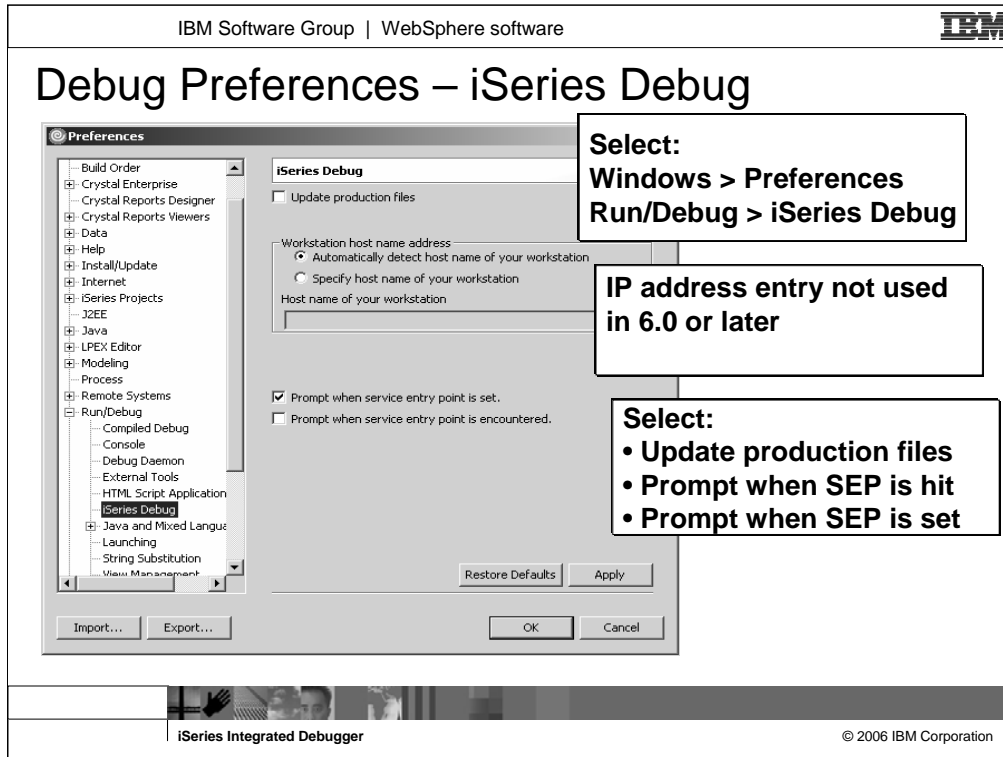 IBM Software Group | WebSphere software
IBM
Debug Preferences – iSeries Debug
Preferences
Build Order
Crystal Enterprise
Crystal Reports Designer
Crystal Reports Viewers
Data
Help
Install/Update
Internet
iSeries Projects
J2EE
Java
LPEX Editor
Modeling
Process
Remote Systems
Run/Debug
Compiled Debug
Console
Debug Daemon
External Tools
HTML Script Application
iSeries Debug
Java and Mixed Langua
Launching
String Substitution
View Management
iSeries Debug
Update production files
Workstation host name address
Automatically detect host name of your workstation
Specify host name of your workstation
Host name of your workstation
Prompt when service entry point is set.
Prompt when service entry point is encountered.
Restore Defaults
Apply
Import...
Export...
OK
Cancel
Select:
Windows > Preferences
Run/Debug > iSeries Debug
IP address entry not used
in 6.0 or later
Select:
• Update production files
• Prompt when SEP is hit
• Prompt when SEP is set
iSeries Integrated Debugger
© 2006 IBM Corporation